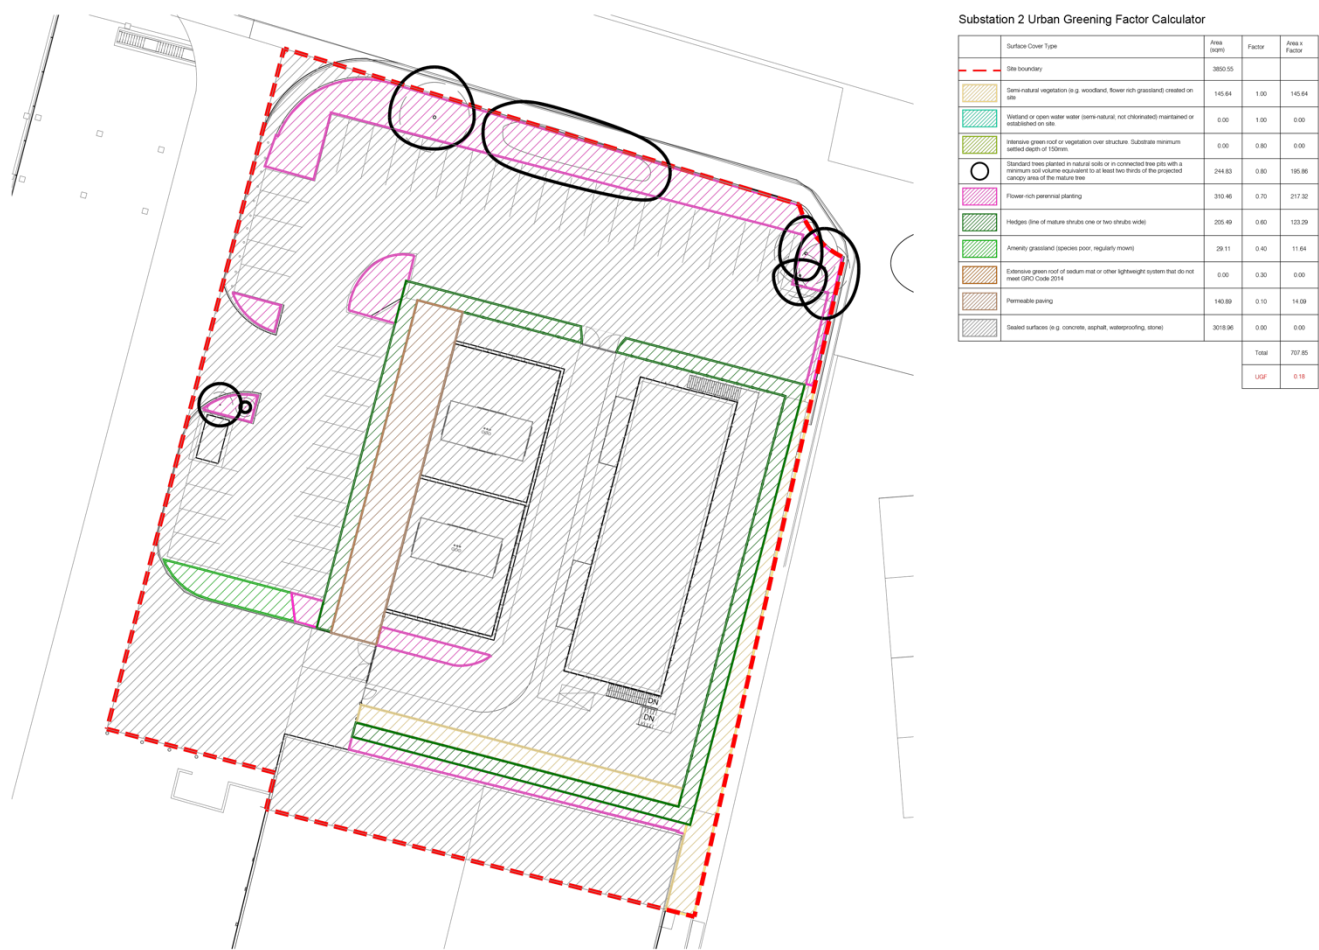 Substation 2 Urban Greening Factor Calculator
Surface Cover Type
Area
(sqm)
Factor
Area x
Factor
Site boundary
3850.55
Semi-natural vegetation (e.g. woodland, flower rich grassland) created on
site
145.64
1.00
145.64
Wetland or open water water (semi-natural, not chlorinated) maintained or
established on site.
0.00
1.00
0.00
Intensive green roof or vegetation over structure. Substrate minimum
settled depth of 150mm.
0.00
0.80
0.00
Standard trees planted in natural soils or in connected tree pits with a
minimum soil volume equivalent to at least two thirds of the projected
canopy area of the mature tree
244.83
0.80
195.86
Flower-rich perennial planting
310.46
0.70
217.32
Hedges (line of mature shrubs one or two shrubs wide)
205.49
0.60
123.29
Amenity grassland (species poor, regularly mown)
29.11
0.40
11.64
Extensive green roof of sedum mat or other lightweight system that do not
meet GRO Code 2014
0.00
0.30
0.00
Permeable paving
140.89
0.10
14.09
Sealed surfaces (e.g. concrete, asphalt, waterproofing, stone)
3018.96
0.00
0.00
Total
707.85
UGF
0.18
DN
DN